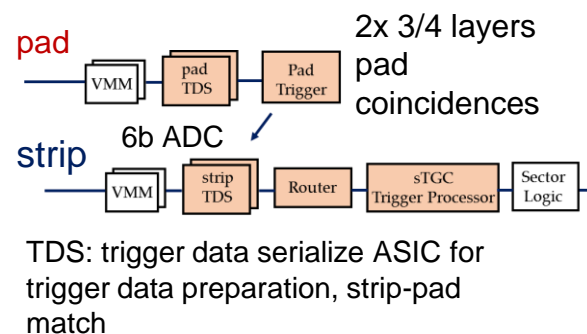 pad
VMM
pad
TDS
Pad
Trigger
2x 3/4 layers
pad
coincidences
6b ADC
strip
VMM
strip
TDS
Router
sTGC
Trigger Processor
Sector
Logic
TDS: trigger data serialize ASIC for
trigger data preparation, strip-pad
match